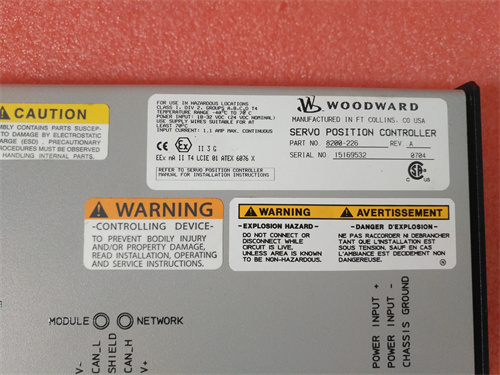 CAUTION
MBLY CONTAINS PARTS SUSCEP-
TO DAMAGE BY ELECTROSTATIC
HARGE (ESD) . PRECAUTIONARY
PROCEDURES MUST BE OBSERVED
HANDLING INTERNAL PARTS.
FOR USE IN HAZARDOUS LOCATIONS
CLASS I, DIV 2, GROUPS A,B,C,D T4
TEMPERATURE RANGE -40°C TO 70°C
POWER INPUT: 18-32 VDC (24 VDC NOMINAL)
USE SUPPLY WIRES SUITABLE FOR AT
LEAST 70°C
INPUT CURRENT: 1.1 AMP MAX. CONTINUOUS
CE Ex II 3 G
EEx nA II T4 LCIE 01 ATEX 6076 X
REFER TO SERVO POSITION CONTROLLER
MANUAL FOR INSTALLATION INSTRUCTIONS
WOODWARD
MANUFACTURED IN FT COLLINS, CO USA
SERVO POSITION CONTROLLER
PART NO 8200-226 REV A
SERIAL NO 15169532 0704
WARNING
-CONTROLLING DEVICE-
TO PREVENT BODILY INJURY
AND/OR PROPERTY DAMAGE,
READ INSTALLATION, OPERATING
AND SERVICE INSTRUCTIONS.
WARNING
-EXPLOSION HAZARD-
DO NOT CONNECT OR
DISCONNECT WHILE
CIRCUIT IS LIVE.
UNLESS AREA IS KNOWN
TO BE NON-HAZARDOUS.
AVERTISSEMENT
-DANGER D'EXPLOSION-
NE PAS RACCORDER NI DEBRANCHER
TANT QUE L'INSTALLATION EST
SOUS TENSION, SAUF EN CAS
L'AMBIANCE EST DECIDEMENT NON
DANGEREUSE.
MODULE
NETWORK
V-
CAN_L
SHIELD
CAN_H
V+
POWER INPUT +
POWER INPUT -
CHASSIS GROUND